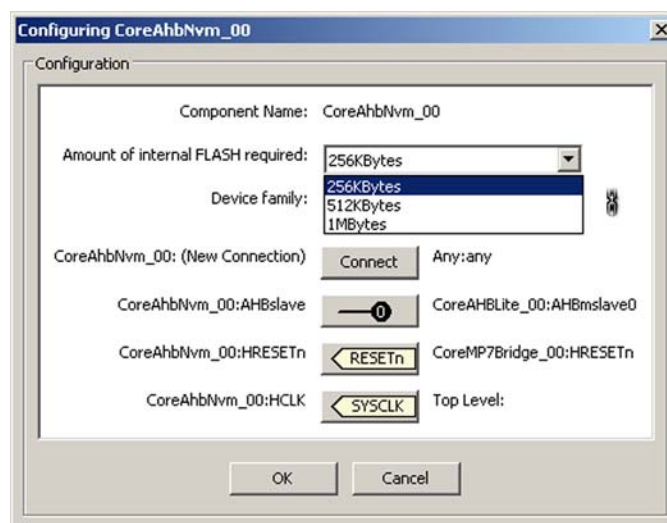 Configuring CoreAhbNvm_00
Configuration
Component Name: CoreAhbNvm_00
Amount of internal FLASH required: 256KBytes
256KBytes
Device family:
512KBytes
1MBytes
CoreAhbNvm_00: (New Connection) Connect Any:any
CoreAhbNvm_00:AHBslave 0 CoreAHBLite_00:AHBmslave0
CoreAhbNvm_00:HRESETn RESETn CoreMP7Bridge_00:HRESETn
CoreAhbNvm_00:HCLK SYSCLK Top Level:
OK Cancel